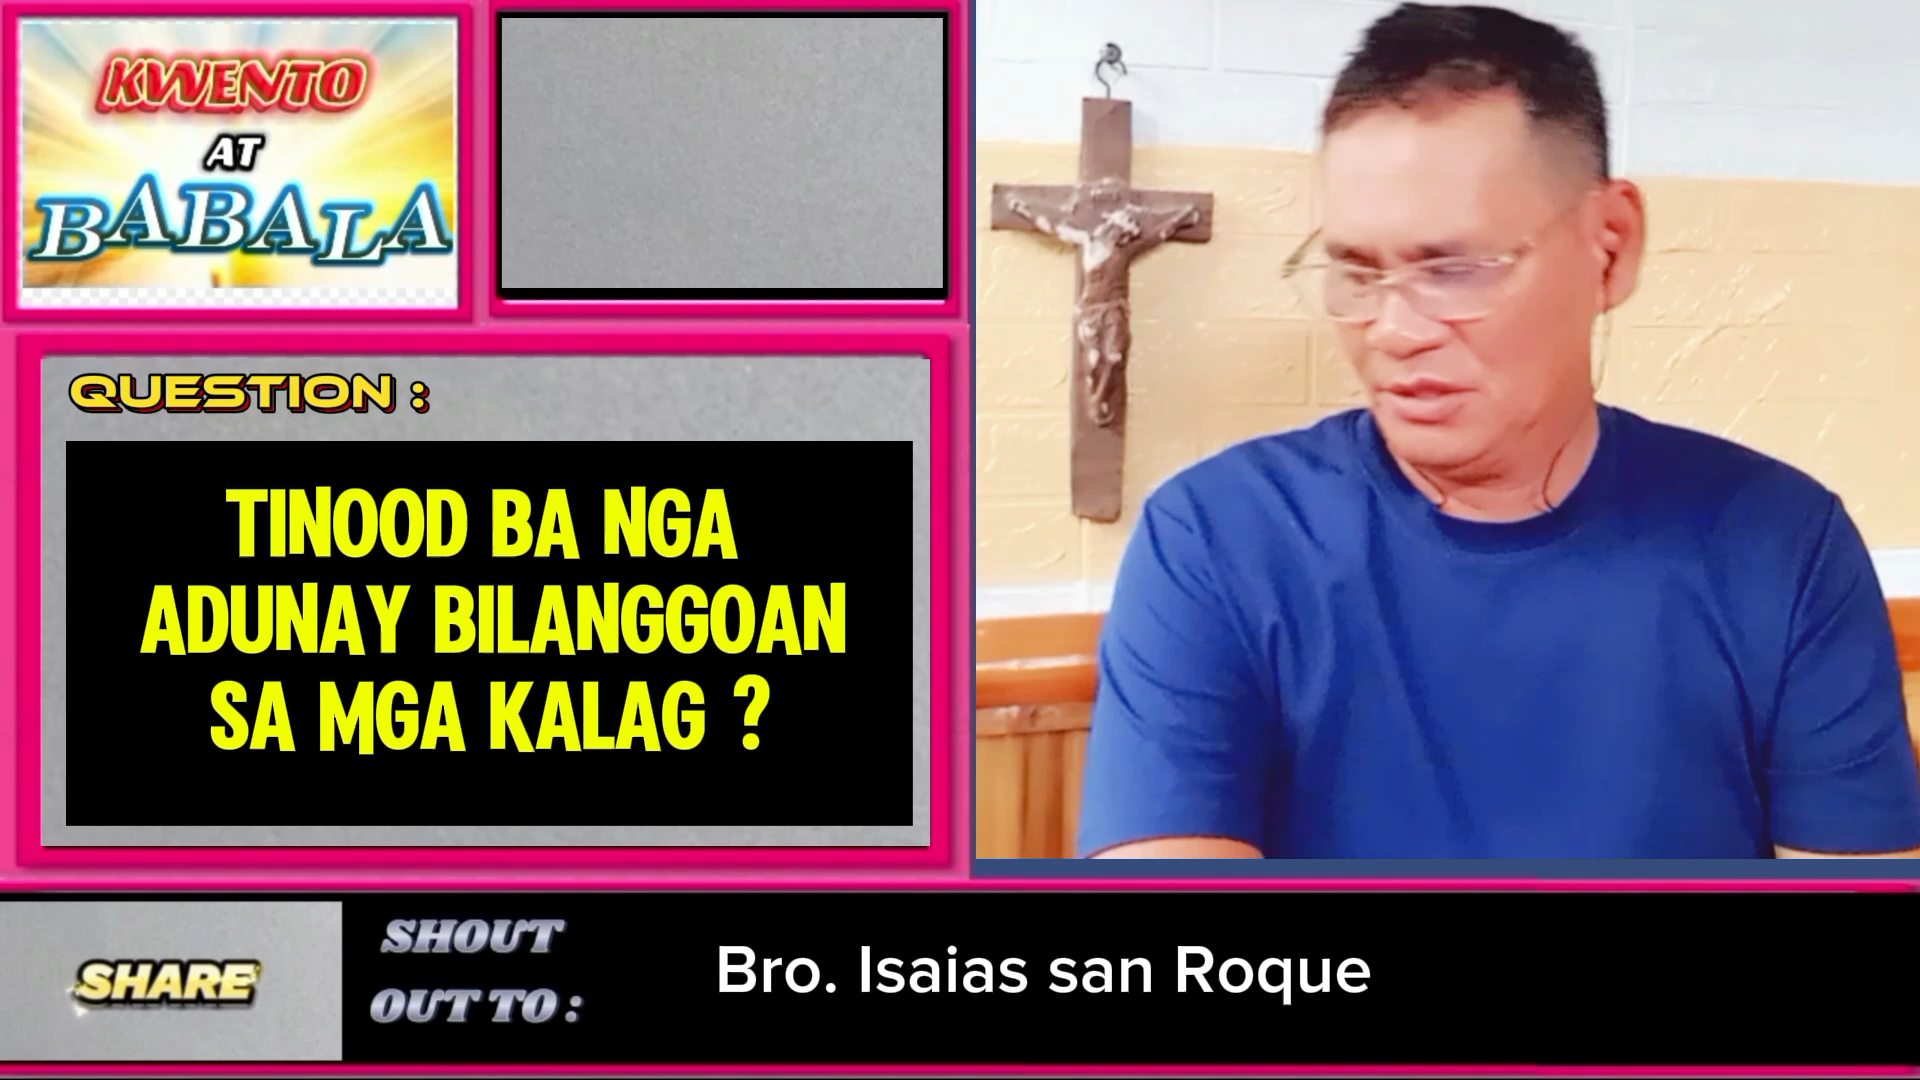 KWENTO
AT
BABALA
QUESTION :
TINOOD BA NGA
ADUNAY BILANGGOAN
SA MGA KALAG ?
SHARE
SHOUT
OUT TO :
Bro. Isaias san Roque